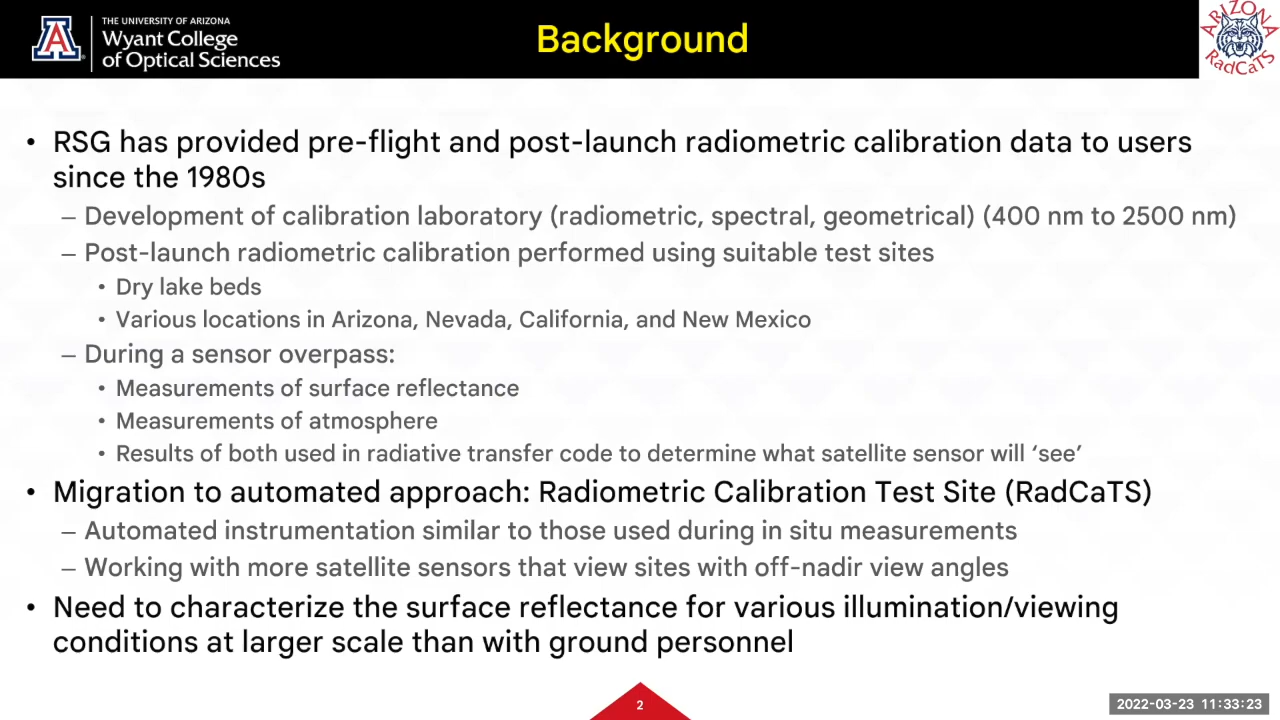 THE UNIVERSITY OF ARIZONA
Wyant College
of Optical Sciences
Background
ARIZONA
RadCaTS
• RSG has provided pre-flight and post-launch radiometric calibration data to users
since the 1980s
– Development of calibration laboratory (radiometric, spectral, geometrical) (400 nm to 2500 nm)
– Post-launch radiometric calibration performed using suitable test sites
• Dry lake beds
• Various locations in Arizona, Nevada, California, and New Mexico
– During a sensor overpass:
• Measurements of surface reflectance
• Measurements of atmosphere
• Results of both used in radiative transfer code to determine what satellite sensor will ‘see’
• Migration to automated approach: Radiometric Calibration Test Site (RadCaTS)
– Automated instrumentation similar to those used during in situ measurements
– Working with more satellite sensors that view sites with off-nadir view angles
• Need to characterize the surface reflectance for various illumination/viewing
conditions at larger scale than with ground personnel
2
2022-03-23 11:33:23